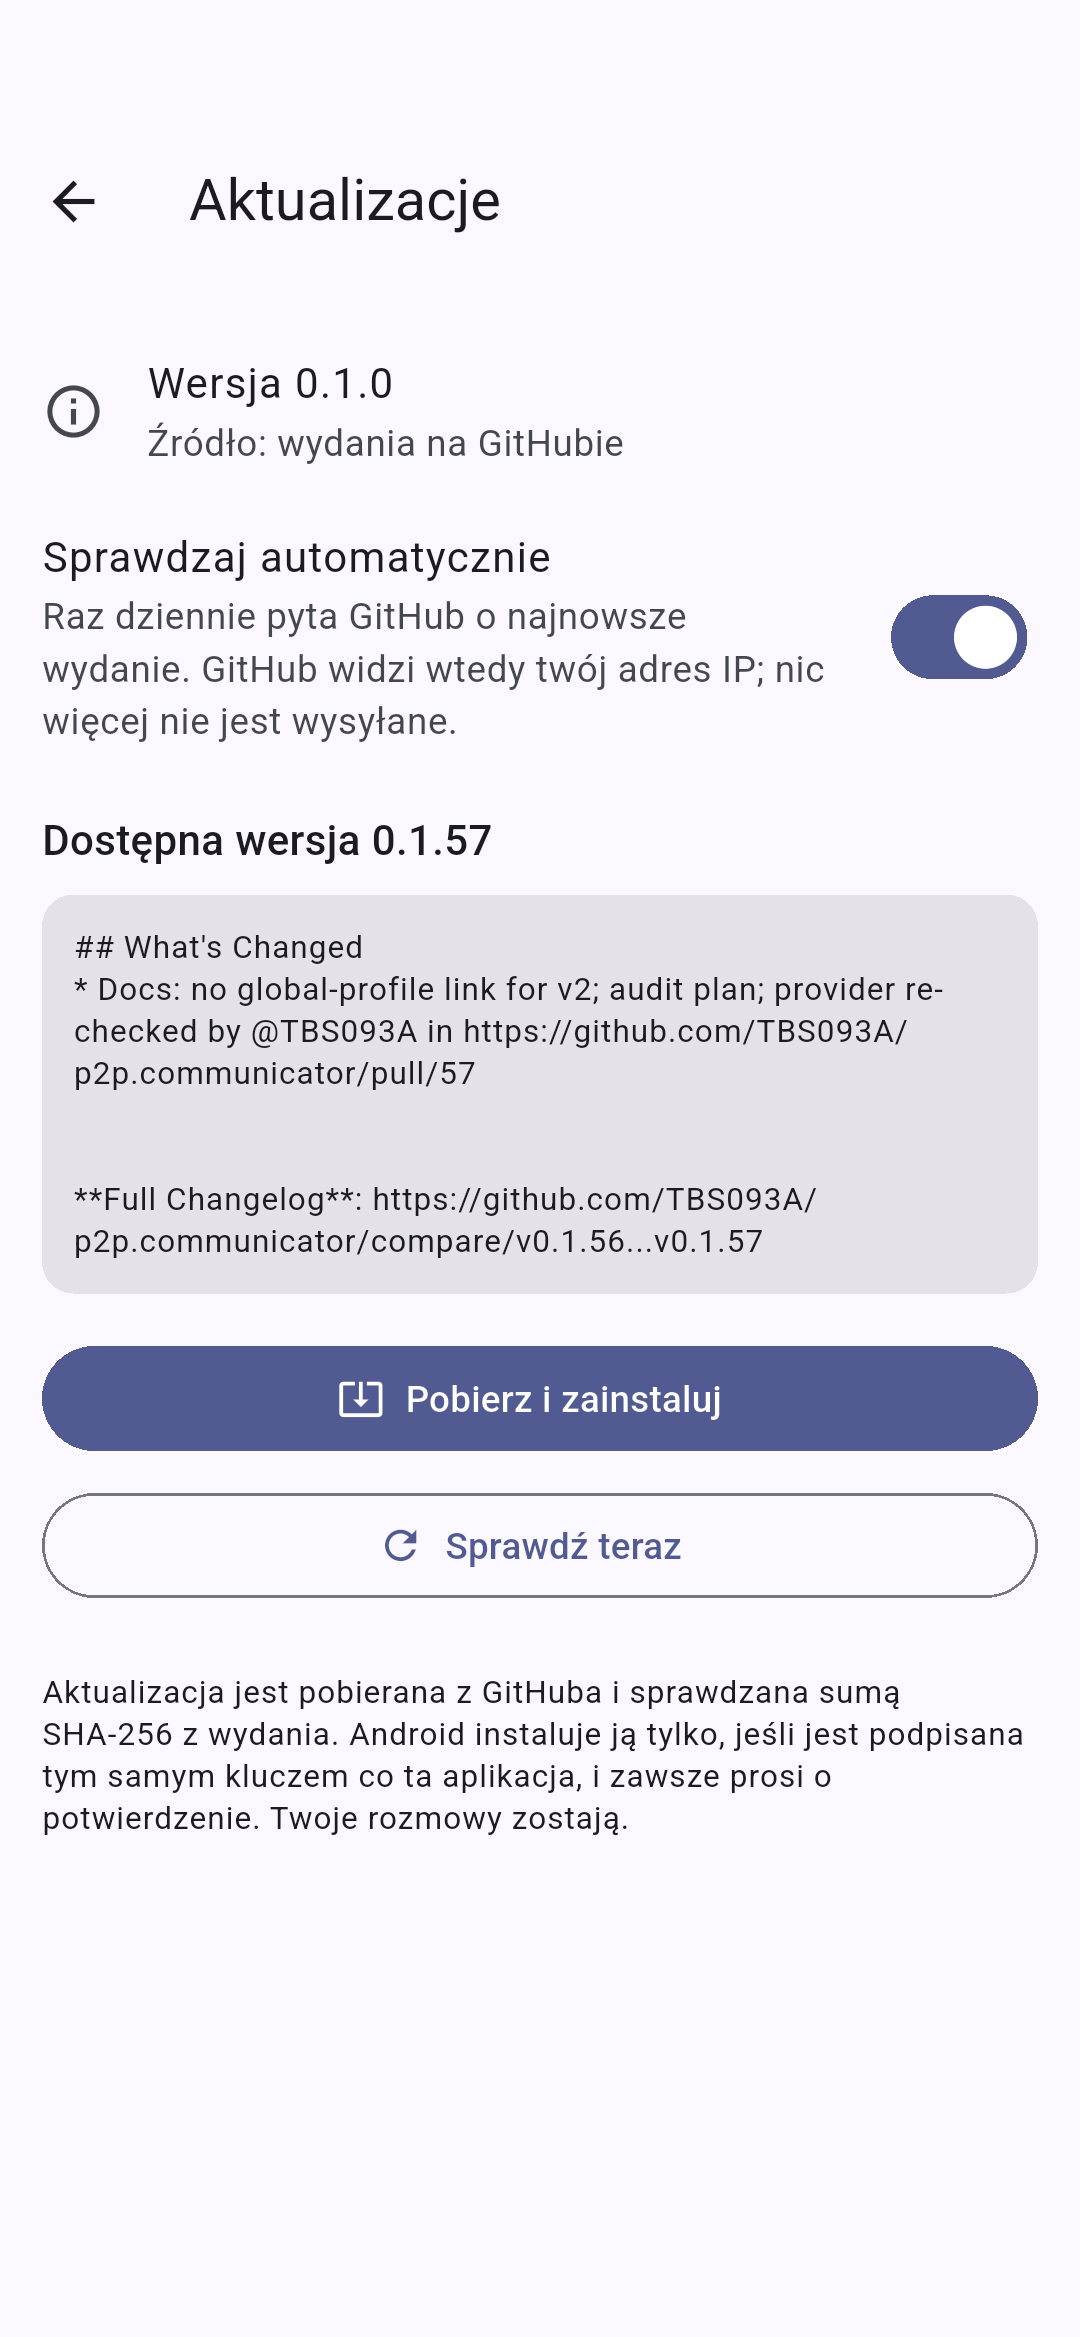 Aktualizacje
Wersja 0.1.0
Źródło: wydania na GitHubie
Sprawdzaj automatycznie
Raz dziennie pyta GitHub o najnowsze
wydanie. GitHub widzi wtedy twój adres IP; nic
więcej nie jest wysyłane.
Dostępna wersja 0.1.57
## What's Changed
* Docs: no global-profile link for v2; audit plan; provider re-
checked by @TBS093A in https://github.com/TBS093A/
p2p.communicator/pull/57
**Full Changelog**: https://github.com/TBS093A/
p2p.communicator/compare/v0.1.56...v0.1.57
Pobierz i zainstaluj
Sprawdź teraz
Aktualizacja jest pobierana z GitHuba i sprawdzana sumą
SHA-256 z wydania. Android instaluje ją tylko, jeśli jest podpisana
tym samym kluczem co ta aplikacja, i zawsze prosi o
potwierdzenie. Twoje rozmowy zostają.